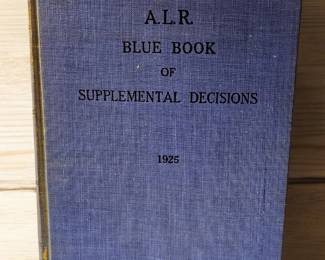 A.L.R.
BLUE BOOK
OF
SUPPLEMENTAL DECISIONS
1925